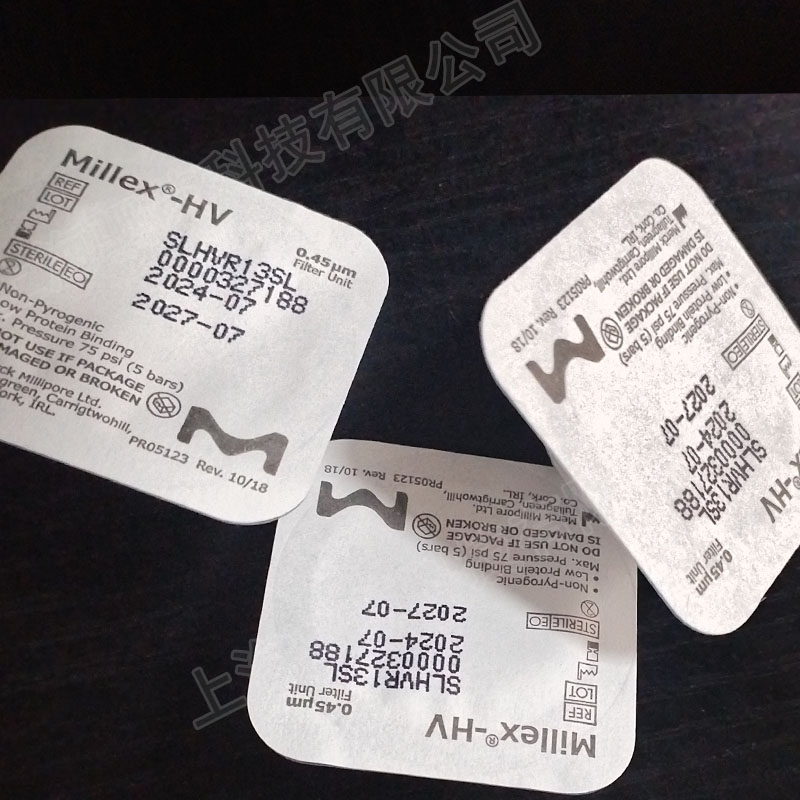 科技有限公司
上海
Millex®-HV
REF
LOT
STERILE EO
SLHVR13SL
0000327188
2024-07
2027-07
0.45µm
Filter Unit
Non-Pyrogenic
Low Protein Binding
Pressure 75 psi (5 bars)
NOT USE IF PACKAGE
DAMAGED OR BROKEN
Merck Millipore Ltd.
Carrigtwohill,
Cork, IRL.
PR05123 Rev. 10/18
Millex®-HV
0.45µm
Filter Unit
REF
LOT
STERILE EO
SLHVR13SL
0000327188
2024-07
2027-07
• Non-Pyrogenic
• Low Protein Binding
Max. Pressure 75 psi (5 bars)
DO NOT USE IF PACKAGE
IS DAMAGED OR BROKEN
Merck Millipore Ltd.
Tullagreen, Carrigtwohill,
Co. Cork, IRL.
PR05123 Rev. 10/18
-HV
0.45µm
Filter Unit
SLHVR13SL
0000327188
2024-07
2027-07
STERILE EO
• Non-Pyrogenic
• Low Protein Binding
Max. Pressure 75 psi (5 bars)
DO NOT USE IF PACKAGE
IS DAMAGED OR BROKEN
Merck Millipore Ltd.
Tullagreen, Carrigtwohill,
Co. Cork, IRL.
PR05123 Rev. 10/18